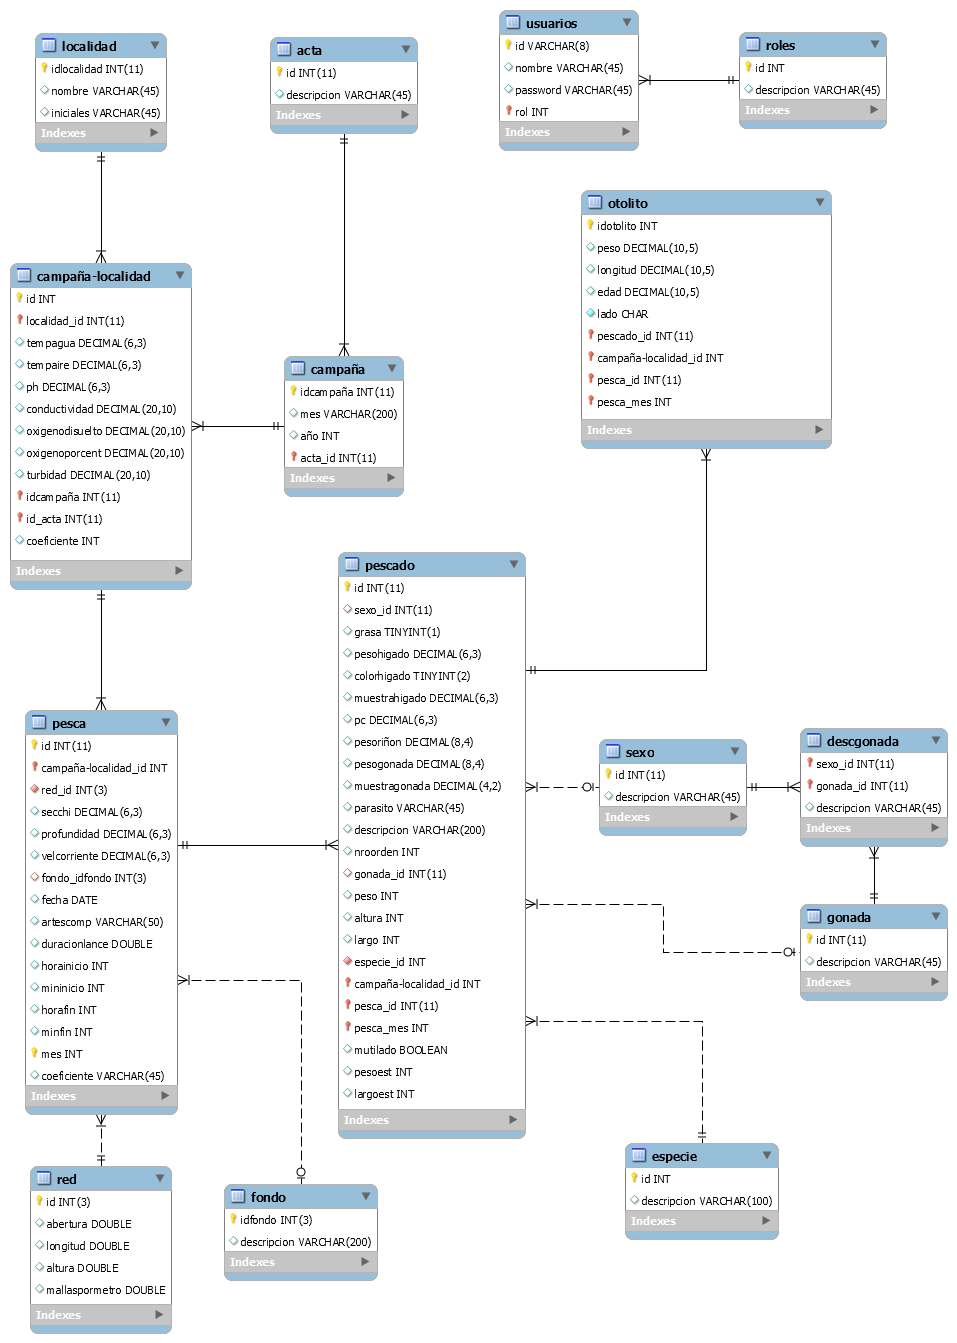 localidad
idlocalidad INT(11)
nombre VARCHAR(45)
iniciales VARCHAR(45)
Indexes
acta
id INT(11)
descripcion VARCHAR(45)
Indexes
usuarios
id VARCHAR(8)
nombre VARCHAR(45)
password VARCHAR(45)
rol INT
Indexes
roles
id INT
descripcion VARCHAR(45)
Indexes
otolito
idotolito INT
peso DECIMAL(10,5)
longitud DECIMAL(10,5)
edad DECIMAL(10,5)
lado CHAR
pescado_id INT(11)
campaña-localidad_id INT
pesca_id INT(11)
pesca_mes INT
Indexes
campaña-localidad
id INT
localidad_id INT(11)
tempagua DECIMAL(6,3)
tempaire DECIMAL(6,3)
ph DECIMAL(6,3)
conductividad DECIMAL(20,10)
oxigenodisuelto DECIMAL(20,10)
oxigenoporcent DECIMAL(20,10)
turbidad DECIMAL(20,10)
idcampaña INT(11)
id_acta INT(11)
coeficiente INT
Indexes
campaña
idcampaña INT(11)
mes VARCHAR(200)
año INT
acta_id INT(11)
Indexes
pescado
id INT(11)
sexo_id INT(11)
grasa TINYINT(1)
pesohigado DECIMAL(6,3)
colorhigado TINYINT(2)
muestrahigado DECIMAL(6,3)
pc DECIMAL(6,3)
pesoriñon DECIMAL(8,4)
pesogonada DECIMAL(8,4)
muestragonada DECIMAL(4,2)
parasito VARCHAR(45)
descripcion VARCHAR(200)
nroorden INT
gonada_id INT(11)
peso INT
altura INT
largo INT
especie_id INT
campaña-localidad_id INT
pesca_id INT(11)
pesca_mes INT
mutilado BOOLEAN
pesoest INT
largoest INT
Indexes
pesca
id INT(11)
campaña-localidad_id INT
red_id INT(3)
secchi DECIMAL(6,3)
profundidad DECIMAL(6,3)
velcorriente DECIMAL(6,3)
fondo_idfondo INT(3)
fecha DATE
artescomp VARCHAR(50)
duracionlance DOUBLE
horainicio INT
mininicio INT
horafin INT
minfin INT
mes INT
coeficiente VARCHAR(45)
Indexes
sexo
id INT(11)
descripcion VARCHAR(45)
Indexes
descgonada
sexo_id INT(11)
gonada_id INT(11)
descripcion VARCHAR(45)
Indexes
gonada
id INT(11)
descripcion VARCHAR(45)
Indexes
especie
id INT
descripcion VARCHAR(100)
Indexes
red
id INT(3)
abertura DOUBLE
longitud DOUBLE
altura DOUBLE
mallaspormetro DOUBLE
Indexes
fondo
idfondo INT(3)
descripcion VARCHAR(200)
Indexes